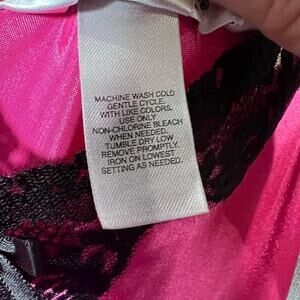 MACHINE WASH COLD
GENTLE CYCLE.
WITH LIKE COLORS.
USE ONLY
NON-CHLORINE BLEACH
WHEN NEEDED.
TUMBLE DRY LOW
REMOVE PROMPTLY.
IRON ON LOWEST
SETTING AS NEEDED.